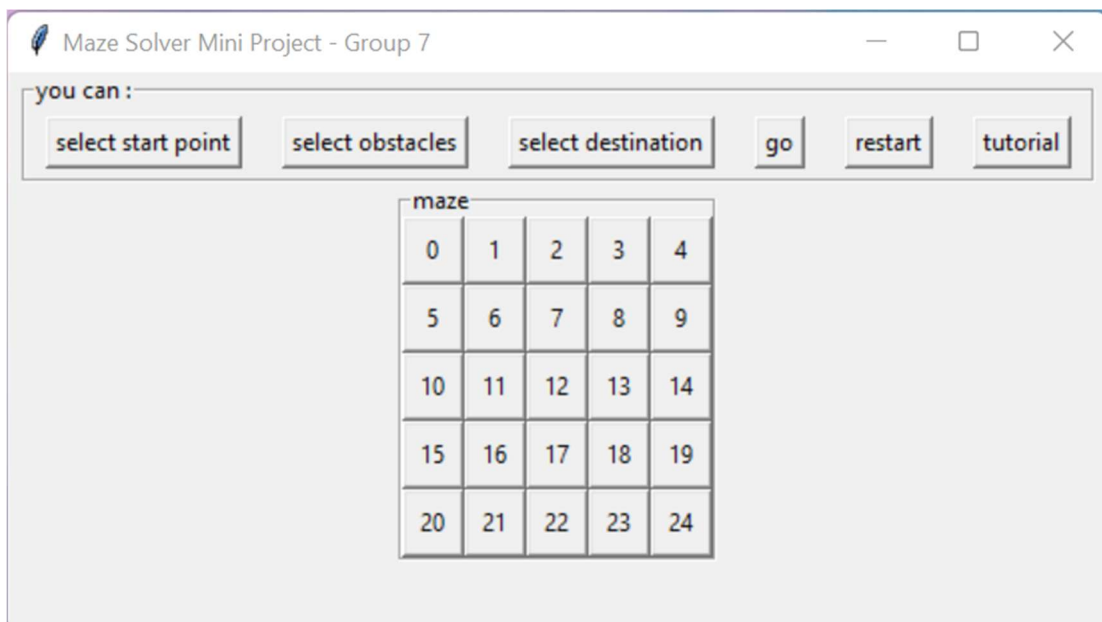 Maze Solver Mini Project - Group 7
you can :
select start point select obstacles select destination go restart tutorial
maze
0 1 2 3 4
5 6 7 8 9
10 11 12 13 14
15 16 17 18 19
20 21 22 23 24